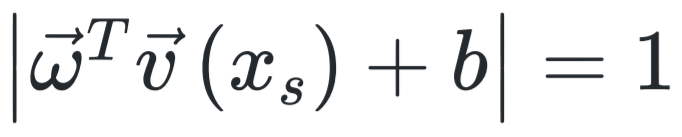 |ω⃗ᵀv⃗(xₛ) + b| = 1